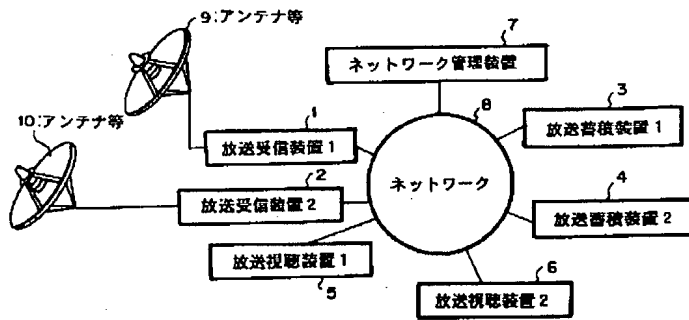 9:アンテナ等
7
ネットワーク管理装置
10:アンテナ等
1
放送受信装置1
8
3
放送蓄積装置1
ネットワーク
2
放送受信装置2
4
放送蓄積装置2
放送視聴装置1
5
6
放送視聴装置2